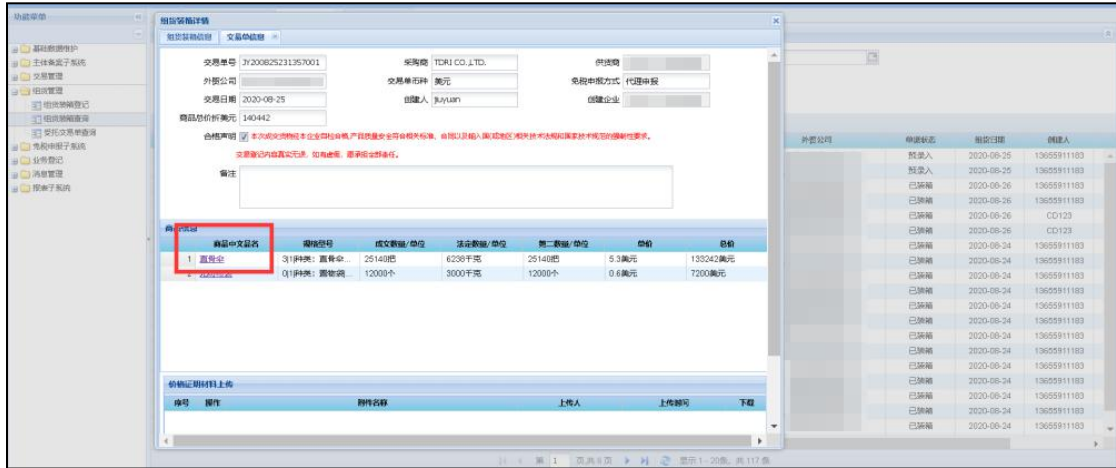 功能菜单
基础数据维护
主体备案子系统
交易管理
组货管理
组货装箱登记
组货装箱查询
委托交易单查询
免税申报子系统
业务登记
消息管理
报表子系统
组货装箱详情
组货装箱信息 交易单信息
交易单号 JY200825231357001 采购商 TDRI CO.,LTD. 供货商
外贸公司 交易单币种 美元 免税申报方式 代理申报
交易日期 2020-08-25 创建人 jiuyuan 创建企业
商品总价折美元 140442
合格声明 本次成交货物经本企业自检合格,产品质量安全符合相关标准、合同以及输入国(或地区)相关技术法规和国家技术规范的强制性要求。
交易登记内容真实无误,如有虚假,愿承担全部责任。
备注
商品信息
商品中文品名 规格型号 成交数量/单位 法定数量/单位 第二数量/单位 单价 总价
1 直骨伞 3|1|种类:直骨伞... 25140把 6238千克 25140把 5.3美元 133242美元
2 0|1|种类:置物袋... 12000个 3000千克 12000个 0.6美元 7200美元
价格证明材料上传
序号 操作 附件名称 上传人 上传时间 下载
外贸公司 单据状态 组货日期 创建人
预录入 2020-08-25 13655911183
预录入 2020-08-25 13655911183
已装箱 2020-08-26 13655911183
已装箱 2020-08-26 13655911183
已装箱 2020-08-26 CD123
已装箱 2020-08-26 CD123
已装箱 2020-08-24 13655911183
已装箱 2020-08-24 13655911183
已装箱 2020-08-24 13655911183
已装箱 2020-08-24 13655911183
已装箱 2020-08-24 13655911183
已装箱 2020-08-24 13655911183
已装箱 2020-08-24 13655911183
已装箱 2020-08-24 13655911183
已装箱 2020-08-24 13655911183
已装箱 2020-08-24 13655911183
已装箱 2020-08-24 13655911183
已装箱 2020-08-24 13655911183
已装箱 2020-08-24 13655911183
第 1 页,共 6 页 显示 1 - 20条, 共 117 条